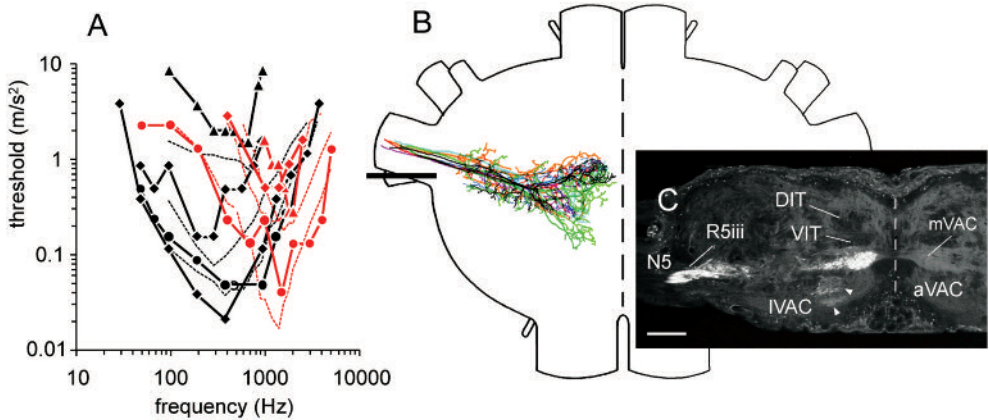 A
B
10
1
0.1
0.01
threshold (m/s²)
10
100
1000
10000
frequency (Hz)
C
DIT
VIT
mVAC
R5iii
N5
aVAC
lVAC